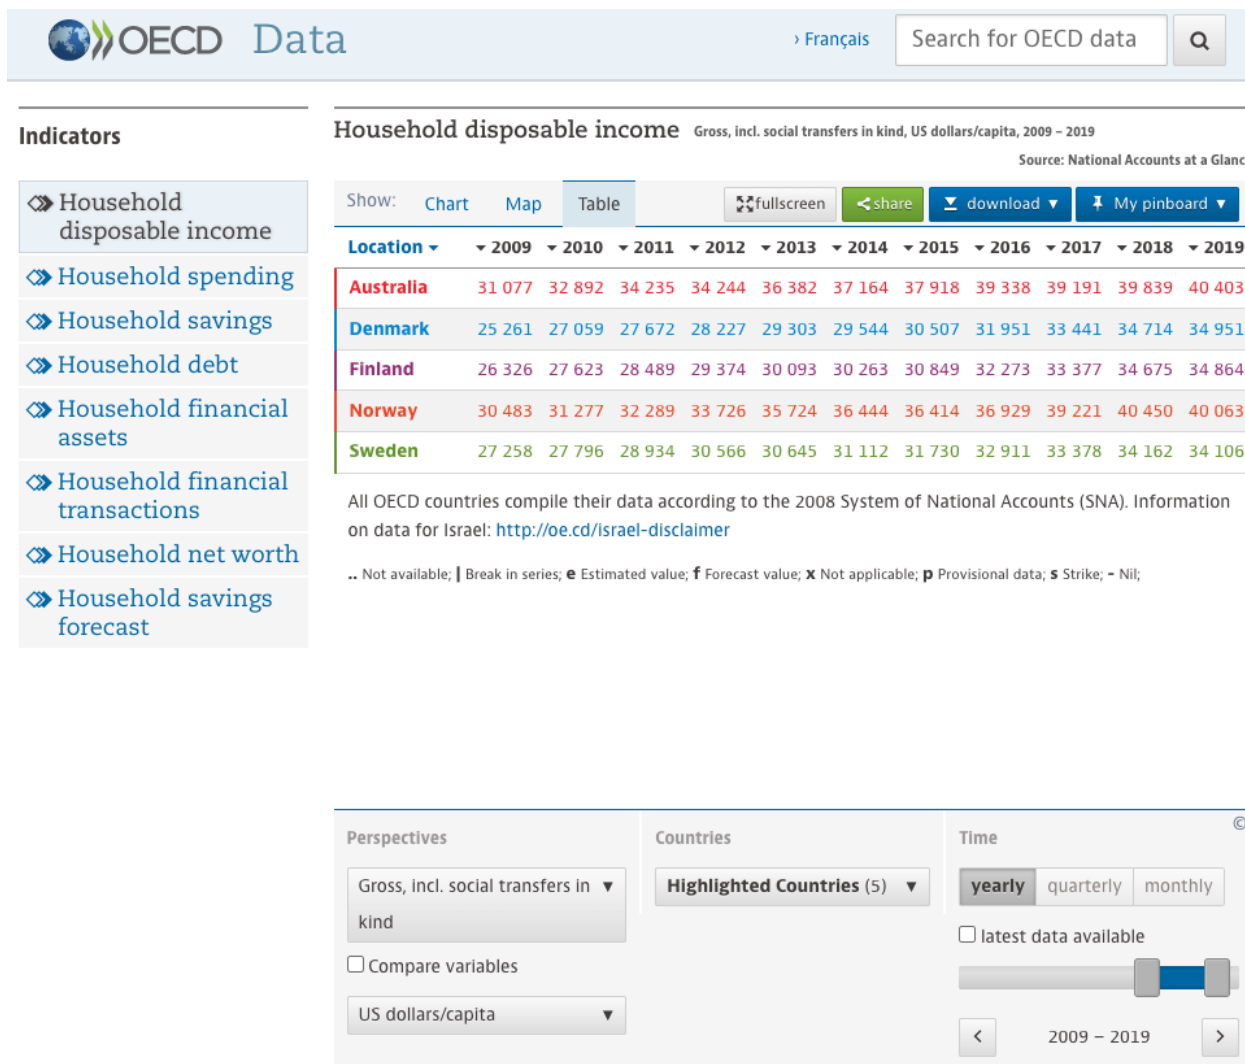 OECD Data
› Français
Search for OECD data
Indicators
Household disposable income
Household spending
Household savings
Household debt
Household financial assets
Household financial transactions
Household net worth
Household savings forecast
Household disposable income Gross, incl. social transfers in kind, US dollars/capita, 2009 – 2019
Source: National Accounts at a Glanc
Show: Chart Map Table fullscreen share download ▼ My pinboard ▼
Location 2009 2010 2011 2012 2013 2014 2015 2016 2017 2018 2019
Australia 31 077 32 892 34 235 34 244 36 382 37 164 37 918 39 338 39 191 39 839 40 403
Denmark 25 261 27 059 27 672 28 227 29 303 29 544 30 507 31 951 33 441 34 714 34 951
Finland 26 326 27 623 28 489 29 374 30 093 30 263 30 849 32 273 33 377 34 675 34 864
Norway 30 483 31 277 32 289 33 726 35 724 36 444 36 414 36 929 39 221 40 450 40 063
Sweden 27 258 27 796 28 934 30 566 30 645 31 112 31 730 32 911 33 378 34 162 34 106
All OECD countries compile their data according to the 2008 System of National Accounts (SNA). Information
on data for Israel: http://oe.cd/israel-disclaimer
.. Not available; | Break in series; e Estimated value; f Forecast value; x Not applicable; p Provisional data; s Strike; - Nil;
©
Perspectives
Gross, incl. social transfers in ▼
kind
Compare variables
US dollars/capita ▼
Countries
Highlighted Countries (5) ▼
Time
yearly quarterly monthly
latest data available
< 2009 – 2019 >